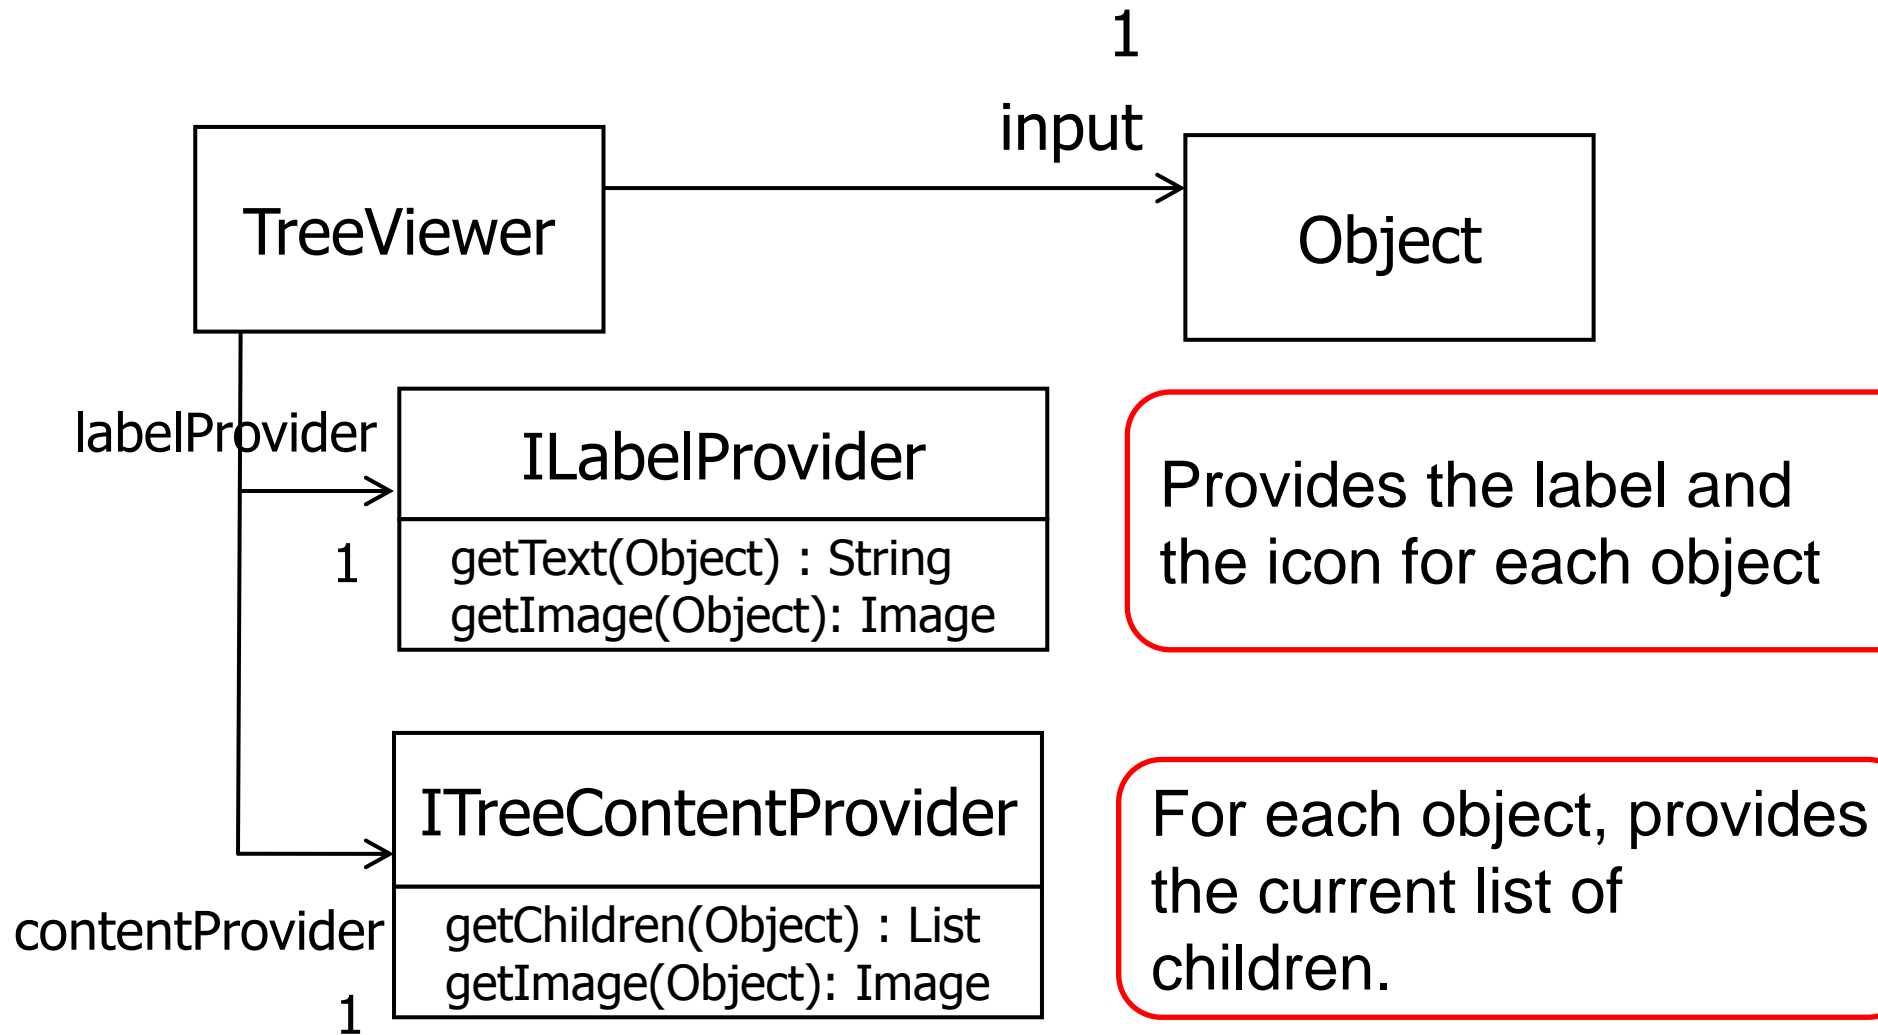 1
input
TreeViewer
Object
labelProvider
ILabelProvider
1
getText(Object) : String
getImage(Object): Image
Provides the label and
the icon for each object
ITreeContentProvider
contentProvider
1
getChildren(Object) : List
getImage(Object): Image
For each object, provides
the current list of
children.